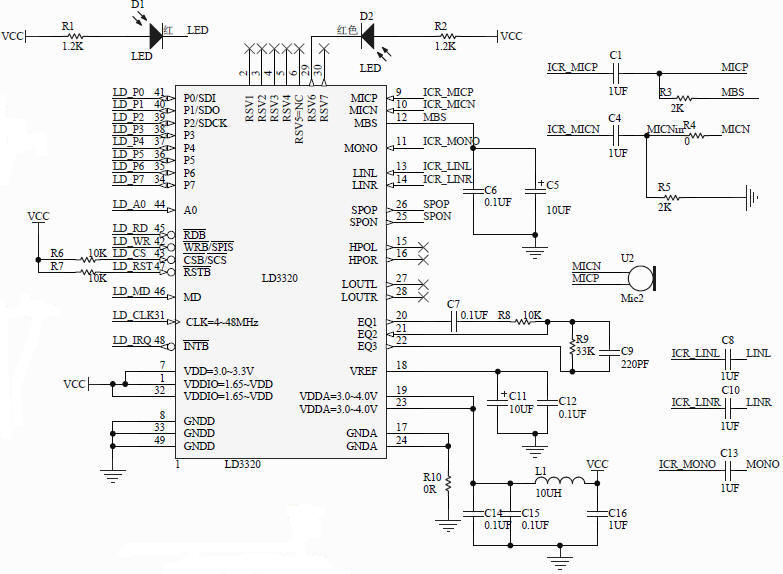 D1
D2
R1
红
LED
红色
R2
VCC
VCC
1.2K
LED
LED
1.2K
2 3 4 5 6 29 30
RSV1 RSV2 RSV3 RSV4 RSV5=NC RSV6 RSV7
LD_P0 41 P0/SDI
LD_P1 40 P1/SDO
LD_P2 39 P2/SDCK
LD_P3 38 P3
LD_P4 37 P4
LD_P5 36 P5
LD_P6 35 P6
LD_P7 34 P7
LD_A0 44 A0
LD_RD 45 RDB
LD_WR 42 WRB/SPIS
LD_CS 43 CSB/SCS
LD_RST 47 RSTB
VCC
R6 10K
R7 10K
LD_MD 46 MD
LD_CLK 31 CLK=4~48MHz
LD_IRQ 48 INTB
7 VDD=3.0~3.3V
VCC 1 VDDIO=1.65~VDD
32 VDDIO=1.65~VDD
8 GNDD
33 GNDD
49 GNDD
1 LD3320
LD3320
MICP 9 ICR_MICP
MICN 10 ICR_MICN
MBS 12 MBS
MONO 11 ICR_MONO
LINL 13 ICR_LINL
LINR 14 ICR_LINR
SPOP 26 SPOP
SPON 25 SPON
HPOL 15
HPOR 16
LOUTL 27
LOUTR 28
EQ1 20
EQ2 21
EQ3 22
VREF 18
VDDA=3.0~4.0V 19
VDDA=3.0~4.0V 23
GNDA 17
GNDA 24
C6
0.1UF
C5
10UF
C7
0.1UF
R8 10K
R9
33K
C9
220PF
C11
10UF
C12
0.1UF
R10
0R
L1
10UH
VCC
C14
0.1UF
C15
0.1UF
C16
1UF
ICR_MICP C1 MICP
1UF
R3 MBS
2K
ICR_MICN C4 MICNin R4 MICN
1UF 0
R5
2K
U2
MICN
MICP
Mic2
C8
ICR_LINL LINL
1UF
C10
ICR_LINR LINR
1UF
C13
ICR_MONO MONO
1UF